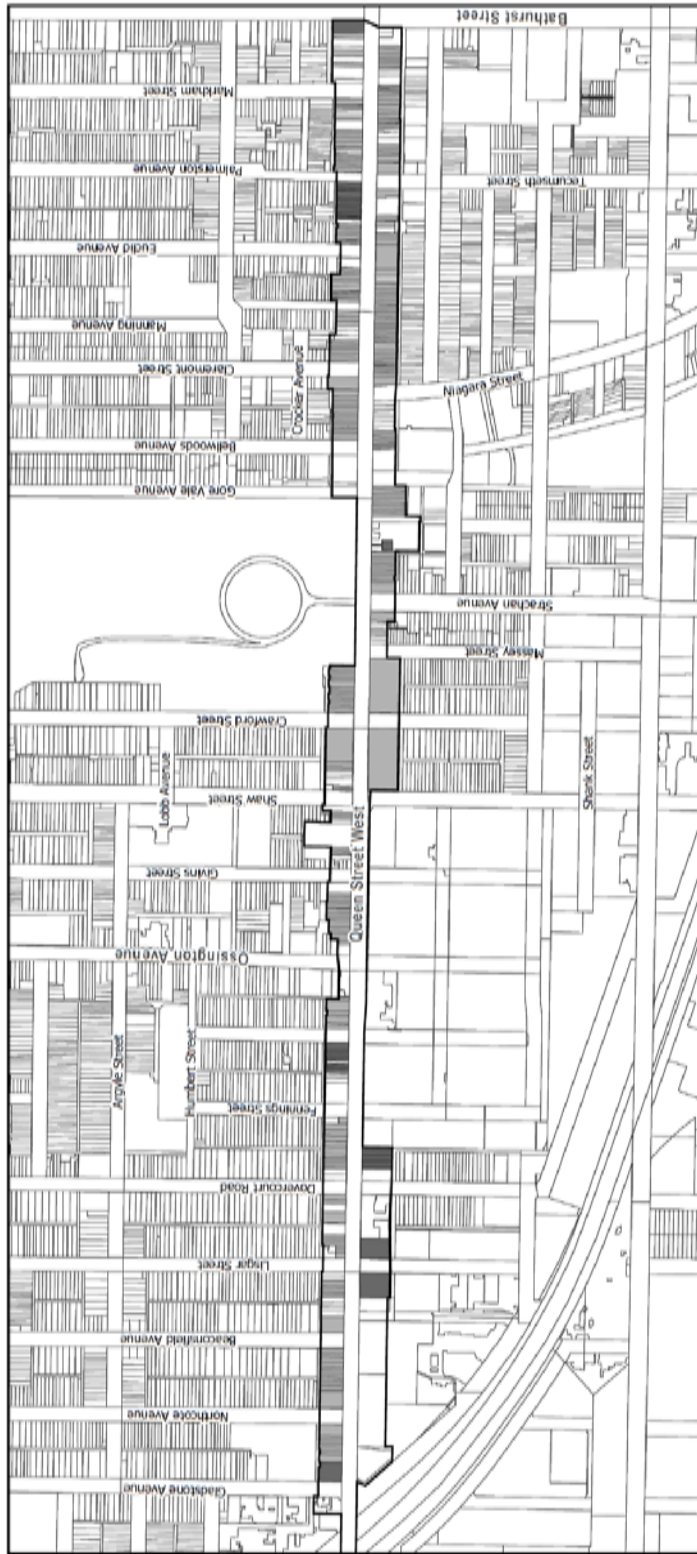 Bathurst Street
Markham Street
Palmerston Avenue
Tecumseth Street
Euclid Avenue
Manning Avenue
Claremont Street
Crocker Avenue
Niagara Street
Bellwoods Avenue
Gore Vale Avenue
Strachan Avenue
Massey Street
Crawford Street
Lobb Avenue
Shank Street
Shaw Street
Queen Street West
Givins Street
Ossington Avenue
Argyle Street
Humbert Street
Fennings Street
Dovercourt Road
Lisgar Street
Beaconsfield Avenue
Northcote Avenue
Gladstone Avenue